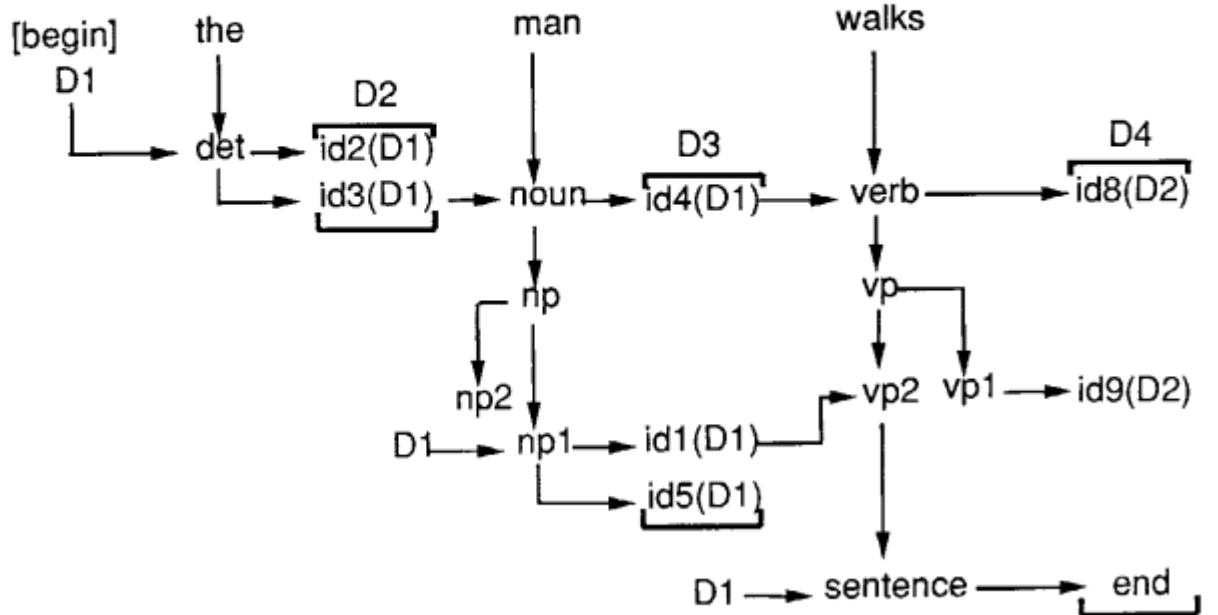 [begin] the man walks
D1 D2 D3 D4
det id2(D1)
id3(D1) noun id4(D1) verb id8(D2)
np vp
np2 vp2 vp1 id9(D2)
D1 np1 id1(D1)
id5(D1)
D1 sentence end